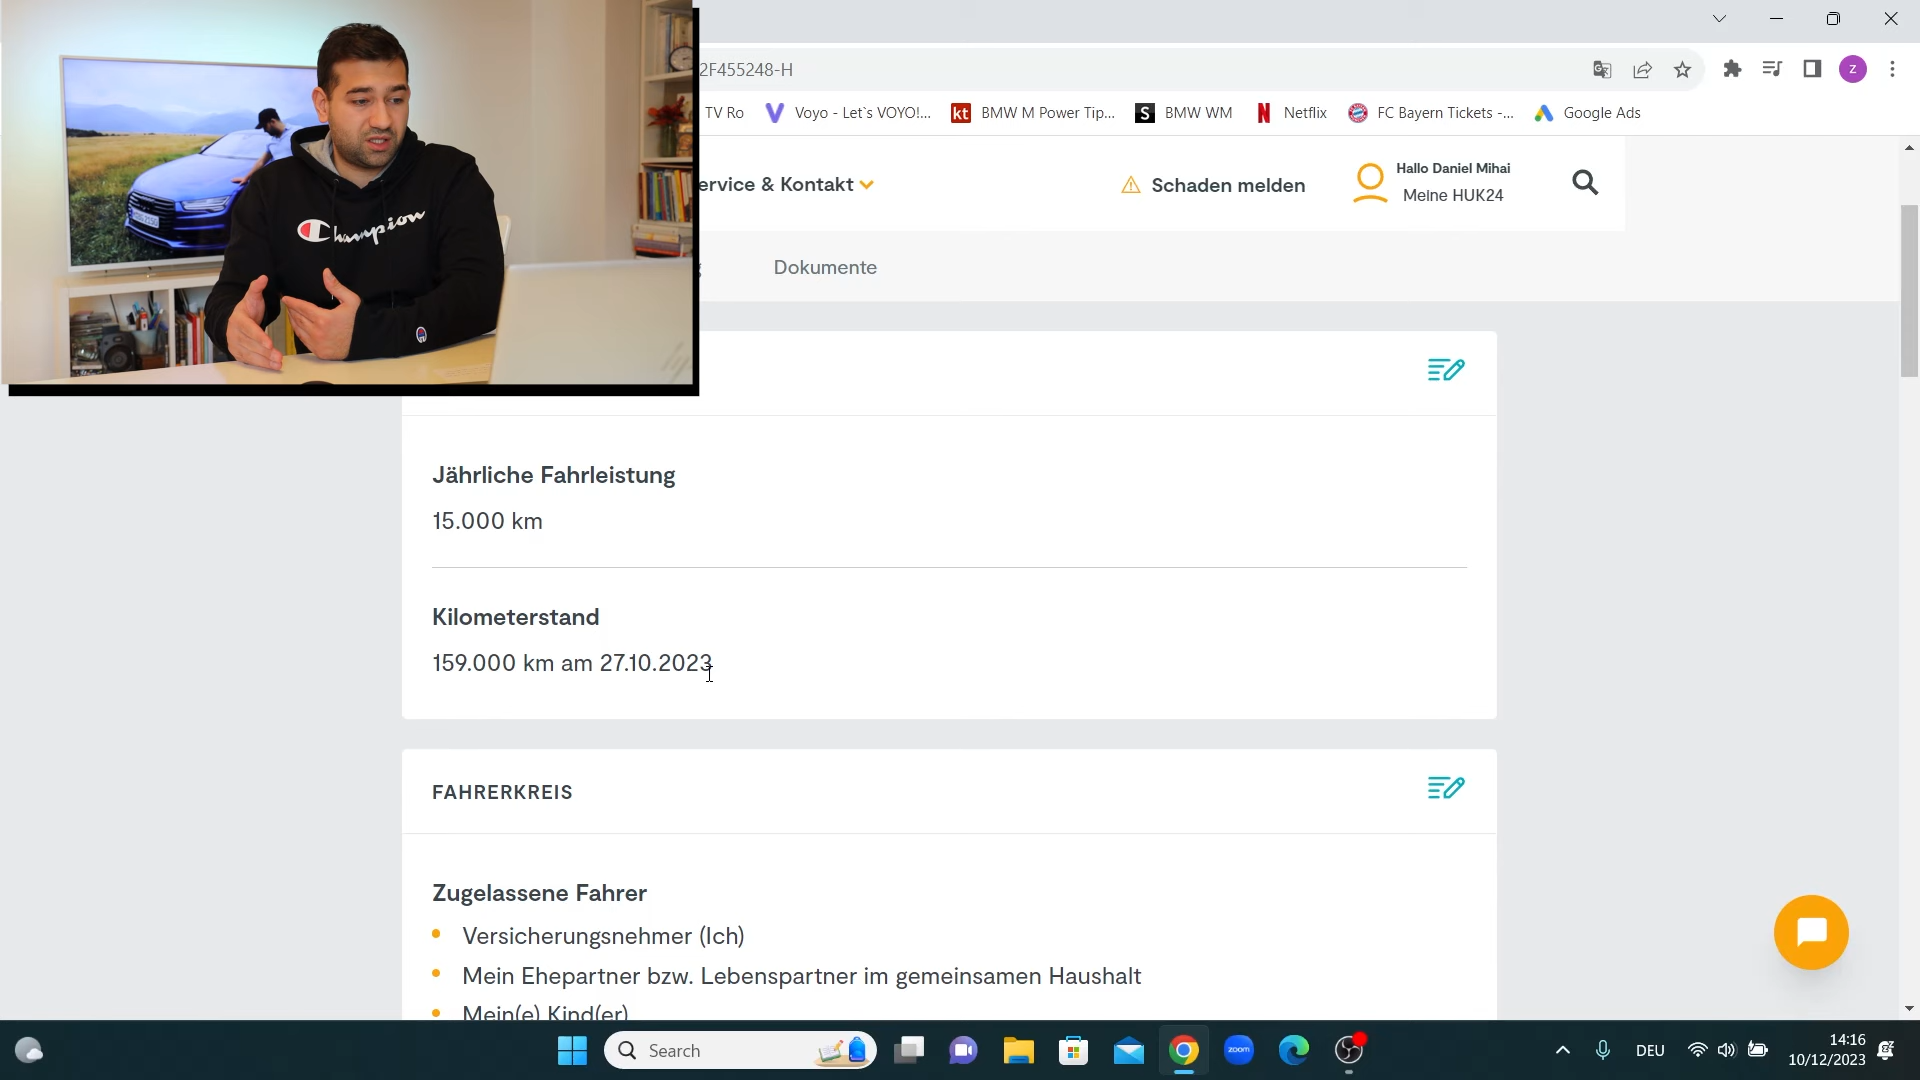 2F455248-H
z
TV Ro
Voyo - Let`s VOYO!...
kt
BMW M Power Tip...
S
BMW WM
Netflix
FC Bayern Tickets -...
Google Ads
ervice & Kontakt
Schaden melden
Hallo Daniel Mihai
Meine HUK24
Dokumente
Champion
Jährliche Fahrleistung
15.000 km
Kilometerstand
159.000 km am 27.10.2023
FAHRERKREIS
Zugelassene Fahrer
Versicherungsnehmer (Ich)
Mein Ehepartner bzw. Lebenspartner im gemeinsamen Haushalt
Mein(e) Kind(er)
Search
zoom
DEU
14:16
10/12/2023